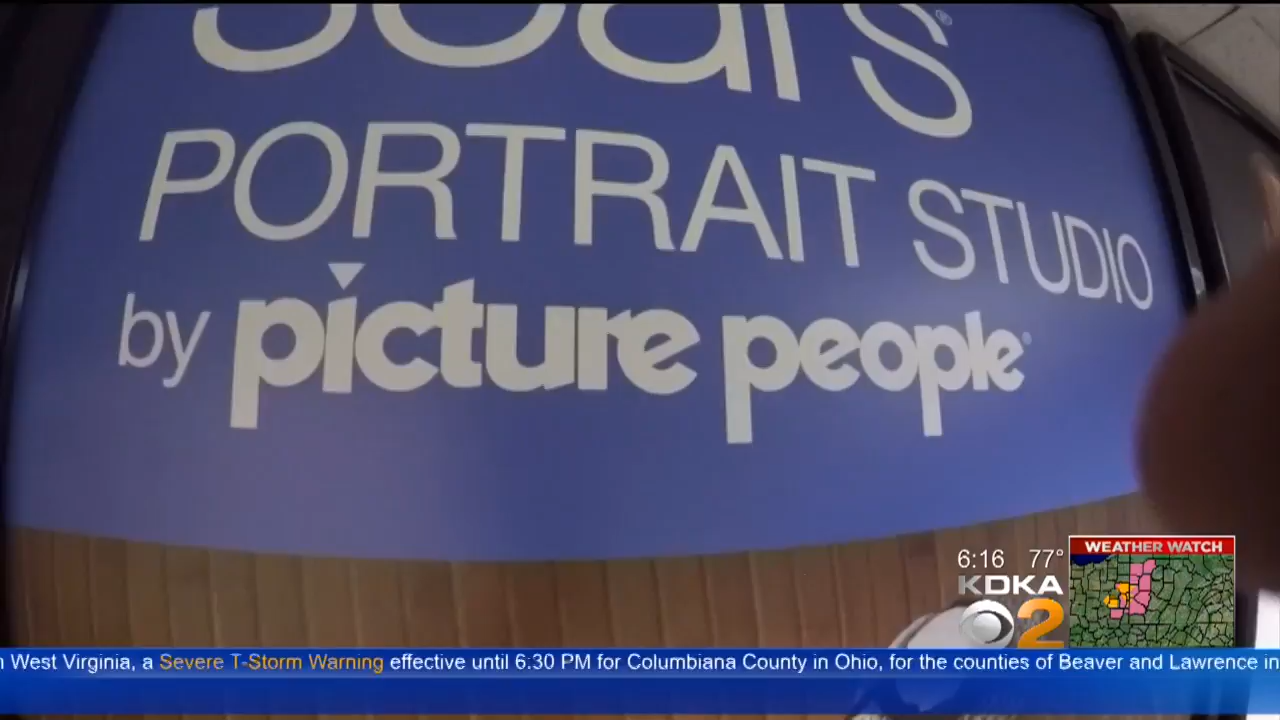 sears®
PORTRAIT STUDIO
by picture people®
WEATHER WATCH
6:16 77°
KDKA
2
West Virginia, a Severe T-Storm Warning effective until 6:30 PM for Columbiana County in Ohio, for the counties of Beaver and Lawrence in